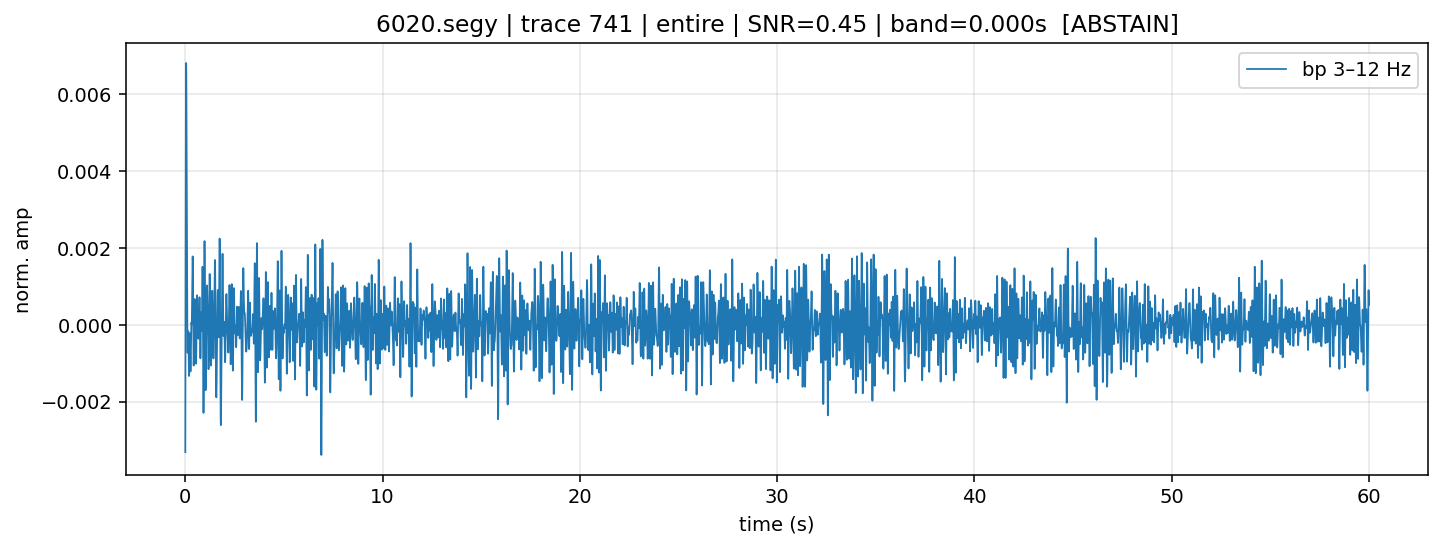 6020.segy | trace 741 | entire | SNR=0.45 | band=0.000s [ABSTAIN]
bp 3–12 Hz
norm. amp
0.006
0.004
0.002
0.000
−0.002
0 10 20 30 40 50 60
time (s)